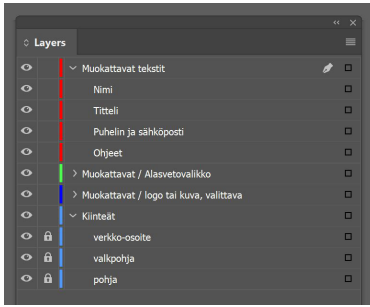 Layers
Muokattavat tekstit
Nimi
Titteli
Puhelin ja sähköposti
Ohjeet
Muokattavat / Alasvetovalikko
Muokattavat / logo tai kuva, valittava
Kiinteät
verkko-osoite
valkpohja
pohja